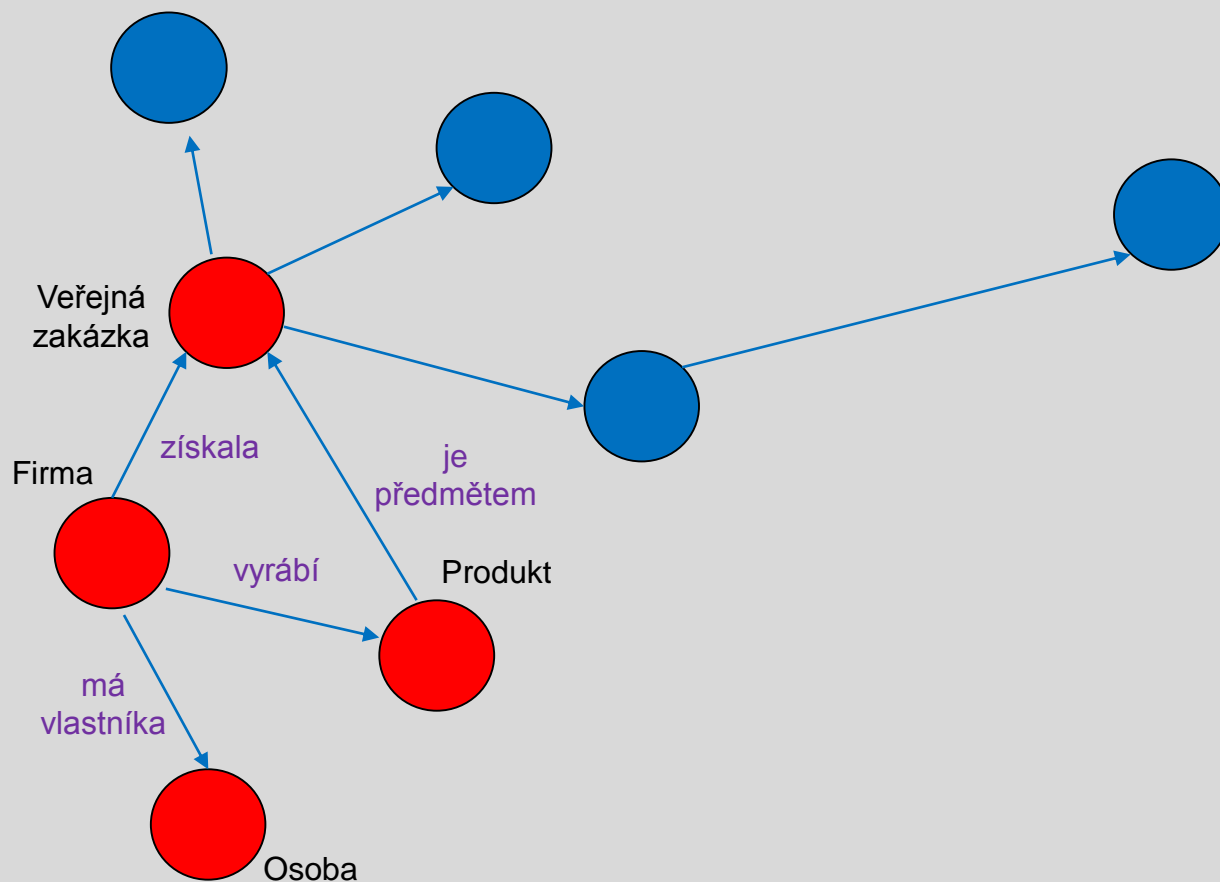 Veřejná
zakázka
získala
Firma
je
předmětem
vyrábí
Produkt
má
vlastníka
Osoba